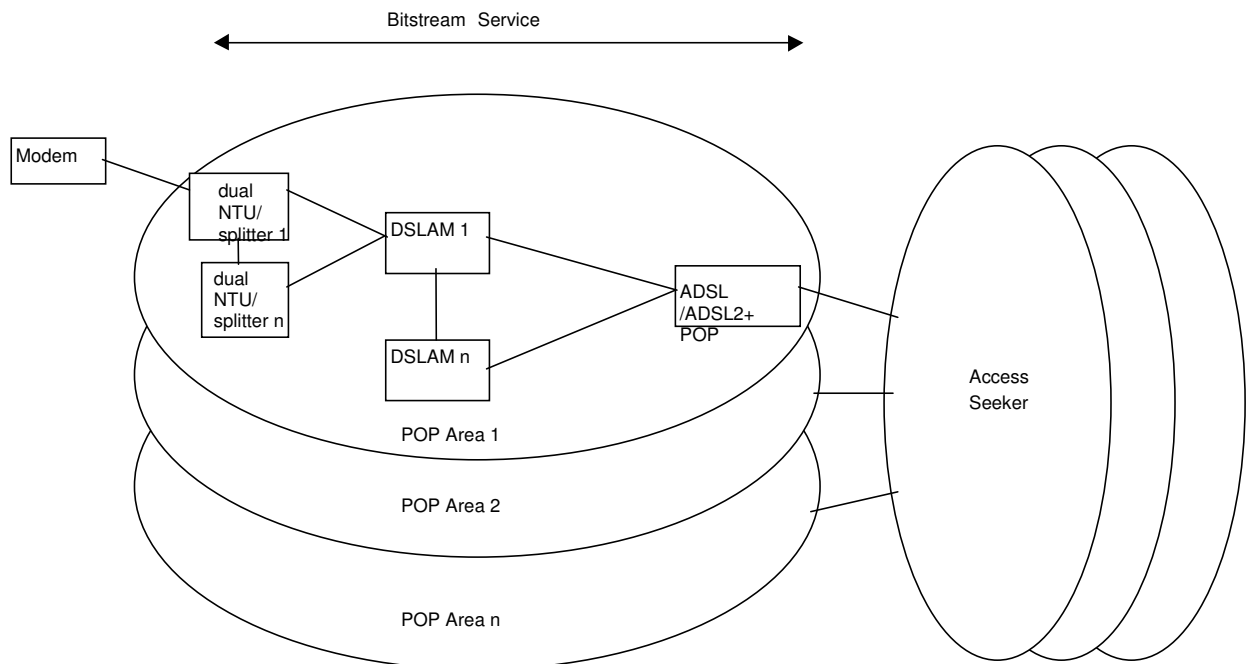 Bitstream Service
Modem
dual
NTU/
splitter 1
dual
NTU/
splitter n
DSLAM 1
DSLAM n
ADSL
/ADSL2+
POP
Access
Seeker
POP Area 1
POP Area 2
POP Area n